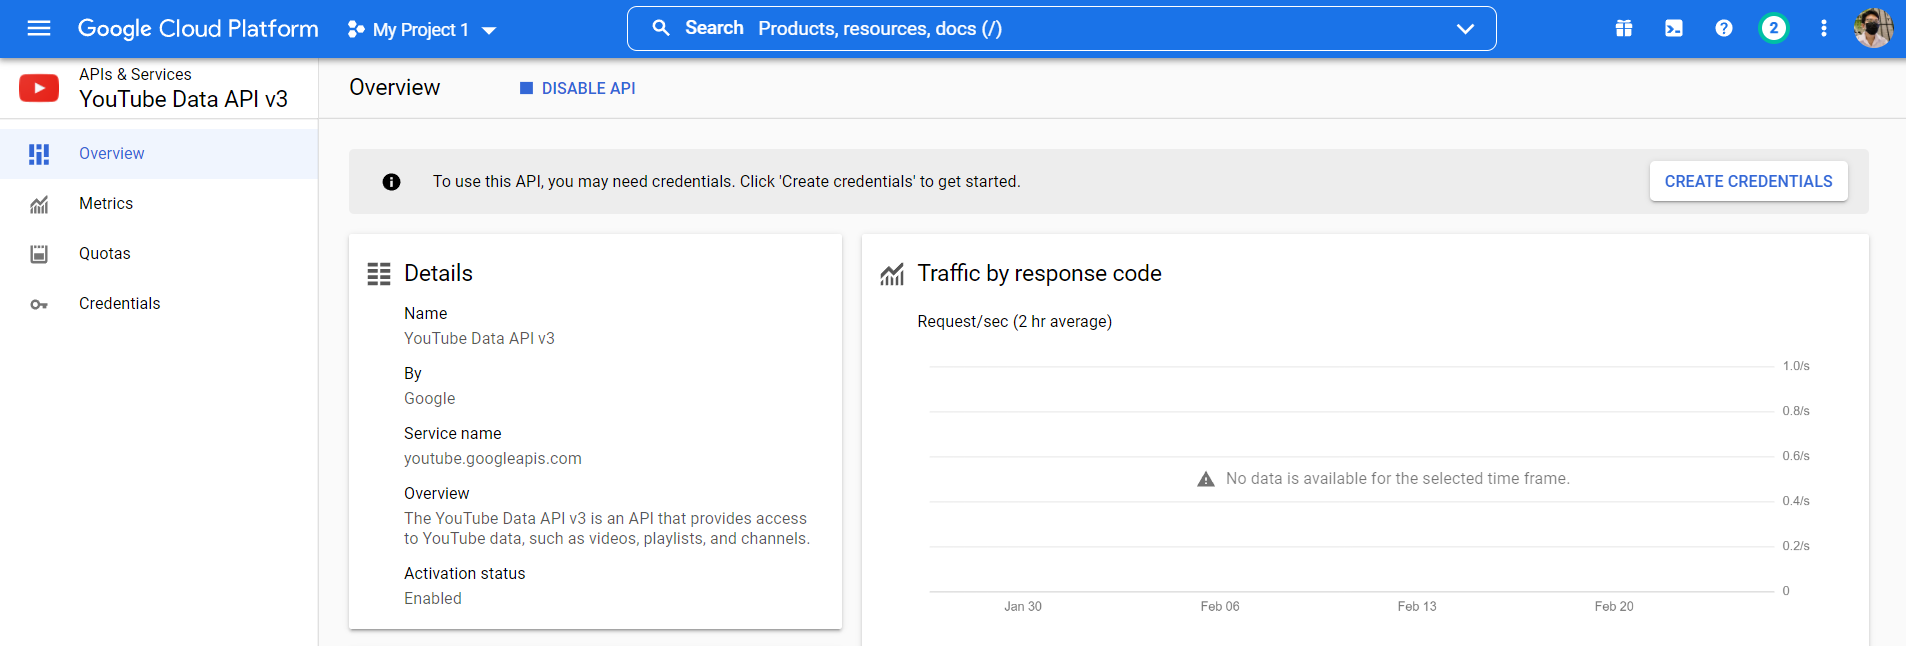 Google Cloud Platform
My Project 1
Search Products, resources, docs (/)
2
APIs & Services
YouTube Data API v3
Overview
DISABLE API
Overview
Metrics
Quotas
Credentials
To use this API, you may need credentials. Click 'Create credentials' to get started.
CREATE CREDENTIALS
Details
Name
YouTube Data API v3
By
Google
Service name
youtube.googleapis.com
Overview
The YouTube Data API v3 is an API that provides access
to YouTube data, such as videos, playlists, and channels.
Activation status
Enabled
Traffic by response code
Request/sec (2 hr average)
1.0/s
0.8/s
0.6/s
No data is available for the selected time frame.
0.4/s
0.2/s
0
Jan 30
Feb 06
Feb 13
Feb 20